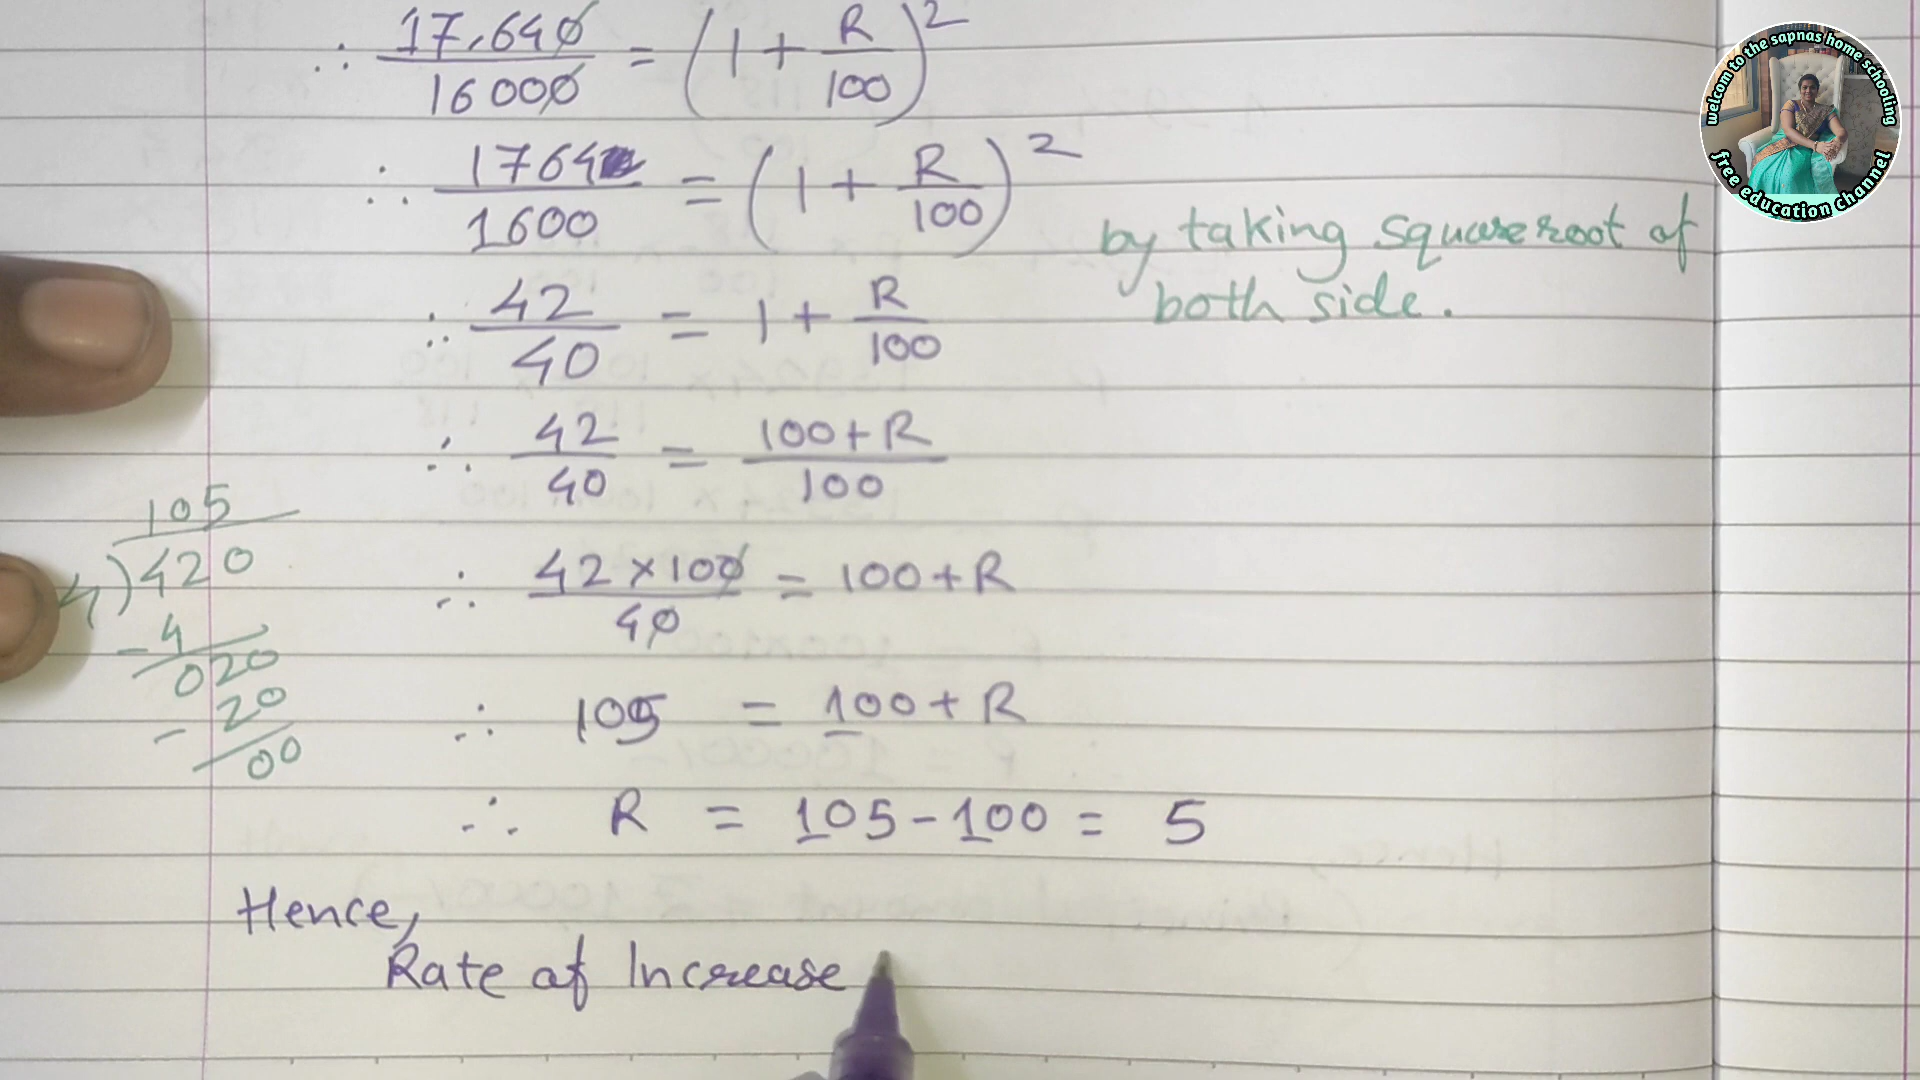 ∴ 17,640/16000 = (1 + R/100)²
∴ 1764/1600 = (1 + R/100)²
by taking square root of
both side.
∴ 42/40 = 1 + R/100
∴ 42/40 = 100 + R/100
∴ 42 × 100/40 = 100 + R
∴ 105 = 100 + R
∴ R = 105 - 100 = 5
Hence,
Rate of Increase
105
4)420
- 4
020
- 20
00
welcom to the sapnas home schooling
free education channel